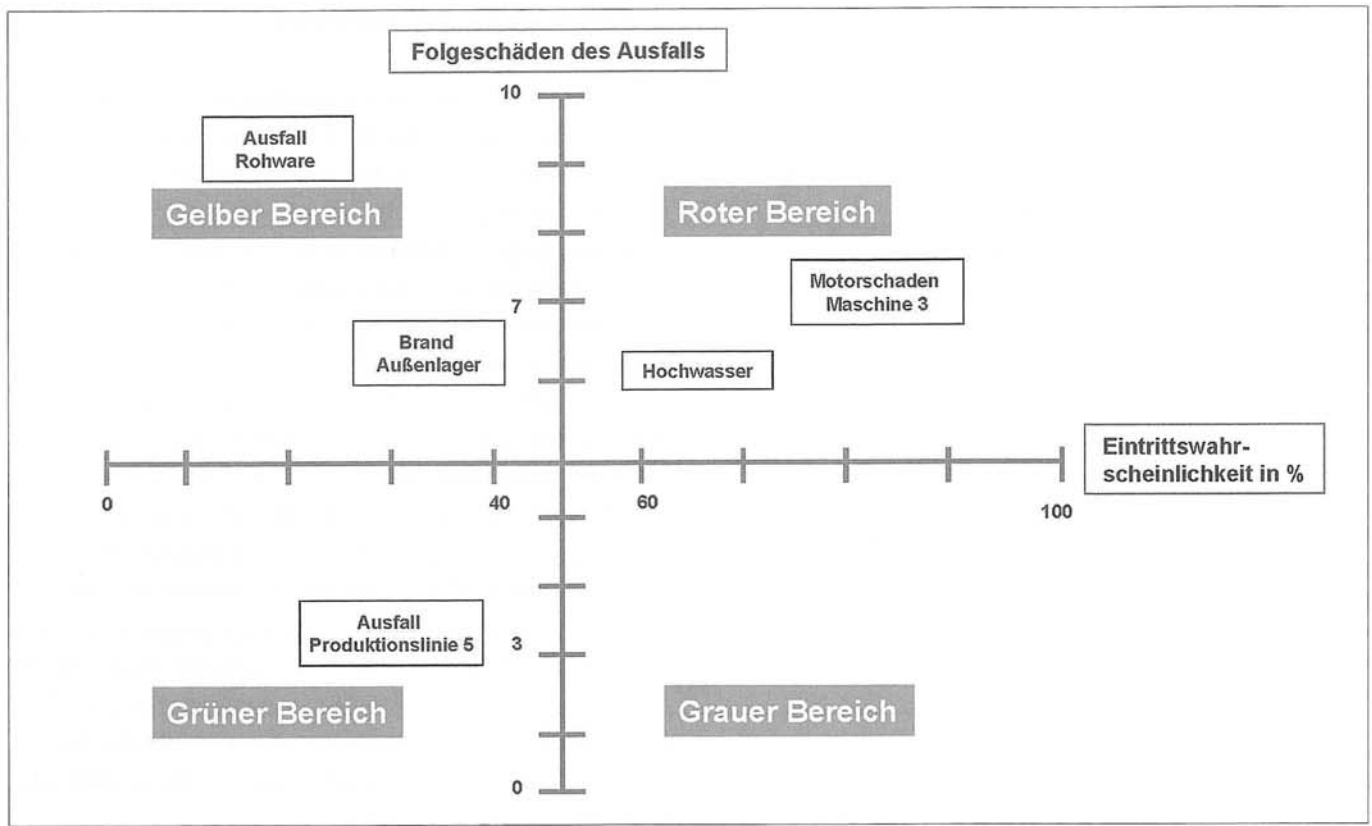 Folgeschäden des Ausfalls
10
Ausfall
Rohware
Gelber Bereich
Roter Bereich
Motorschaden
Maschine 3
7
Brand
Außenlager
Hochwasser
Eintrittswahr-
scheinlichkeit in %
0
40
60
100
Ausfall
Produktionslinie 5
3
Grüner Bereich
Grauer Bereich
0